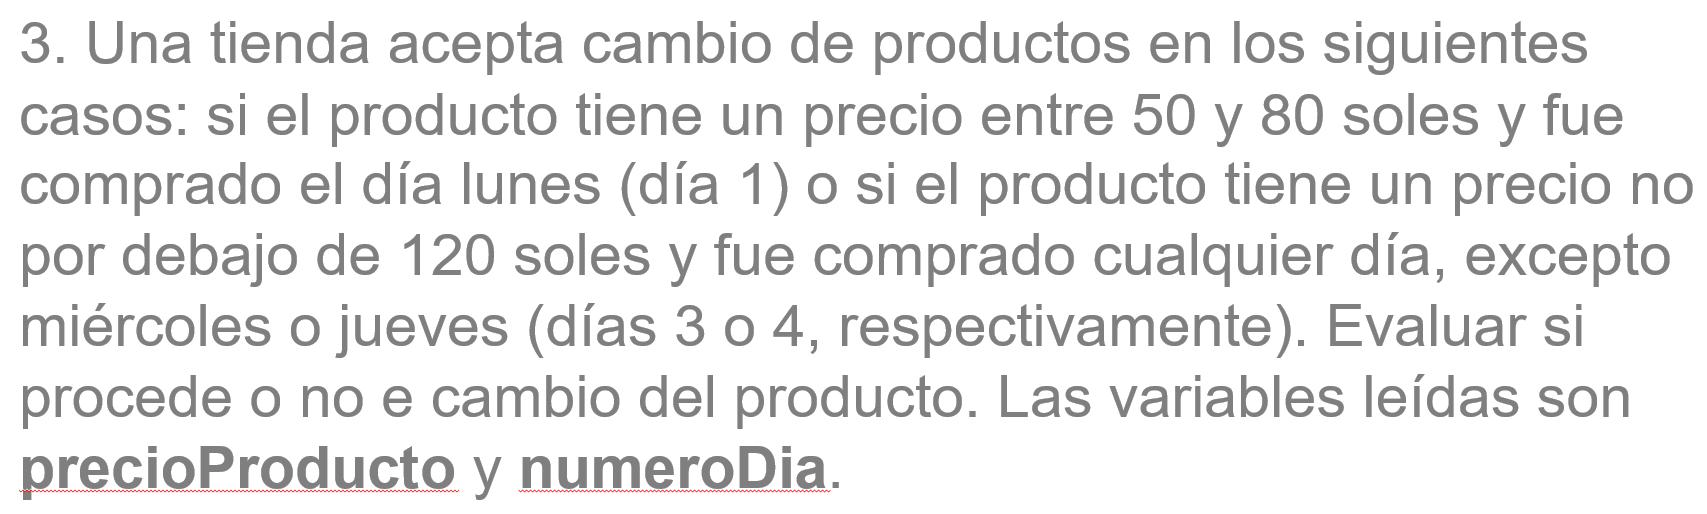 3. Una tienda acepta cambio de productos en los siguientes
casos: si el producto tiene un precio entre 50 y 80 soles y fue
comprado el día lunes (día 1) o si el producto tiene un precio no
por debajo de 120 soles y fue comprado cualquier día, excepto
miércoles o jueves (días 3 o 4, respectivamente). Evaluar si
procede o no e cambio del producto. Las variables leídas son
precioProducto y numeroDia.